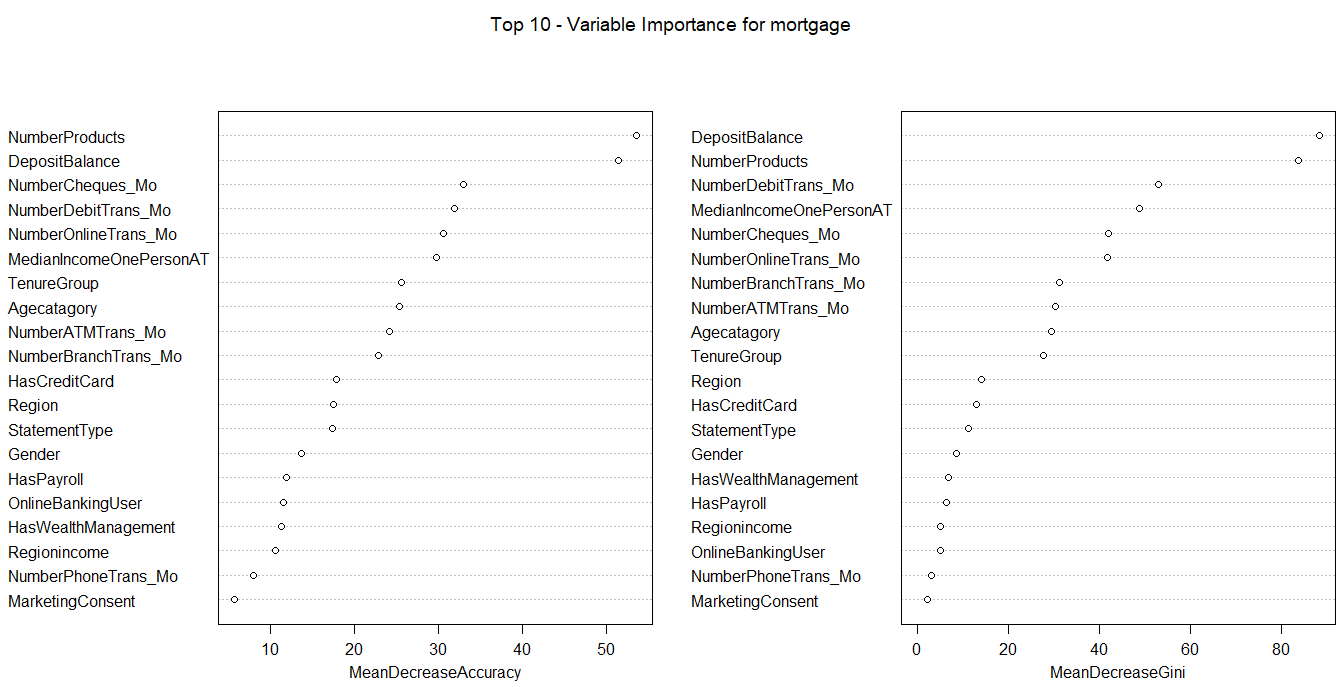 Top 10 - Variable Importance for mortgage
NumberProducts
DepositBalance
NumberCheques_Mo
NumberDebitTrans_Mo
NumberOnlineTrans_Mo
MedianIncomeOnePersonAT
TenureGroup
Agecatagory
NumberATMTrans_Mo
NumberBranchTrans_Mo
HasCreditCard
Region
StatementType
Gender
HasPayroll
OnlineBankingUser
HasWealthManagement
Regionincome
NumberPhoneTrans_Mo
MarketingConsent
10 20 30 40 50
MeanDecreaseAccuracy
DepositBalance
NumberProducts
NumberDebitTrans_Mo
MedianIncomeOnePersonAT
NumberCheques_Mo
NumberOnlineTrans_Mo
NumberBranchTrans_Mo
NumberATMTrans_Mo
Agecatagory
TenureGroup
Region
HasCreditCard
StatementType
Gender
HasWealthManagement
HasPayroll
Regionincome
OnlineBankingUser
NumberPhoneTrans_Mo
MarketingConsent
0 20 40 60 80
MeanDecreaseGini